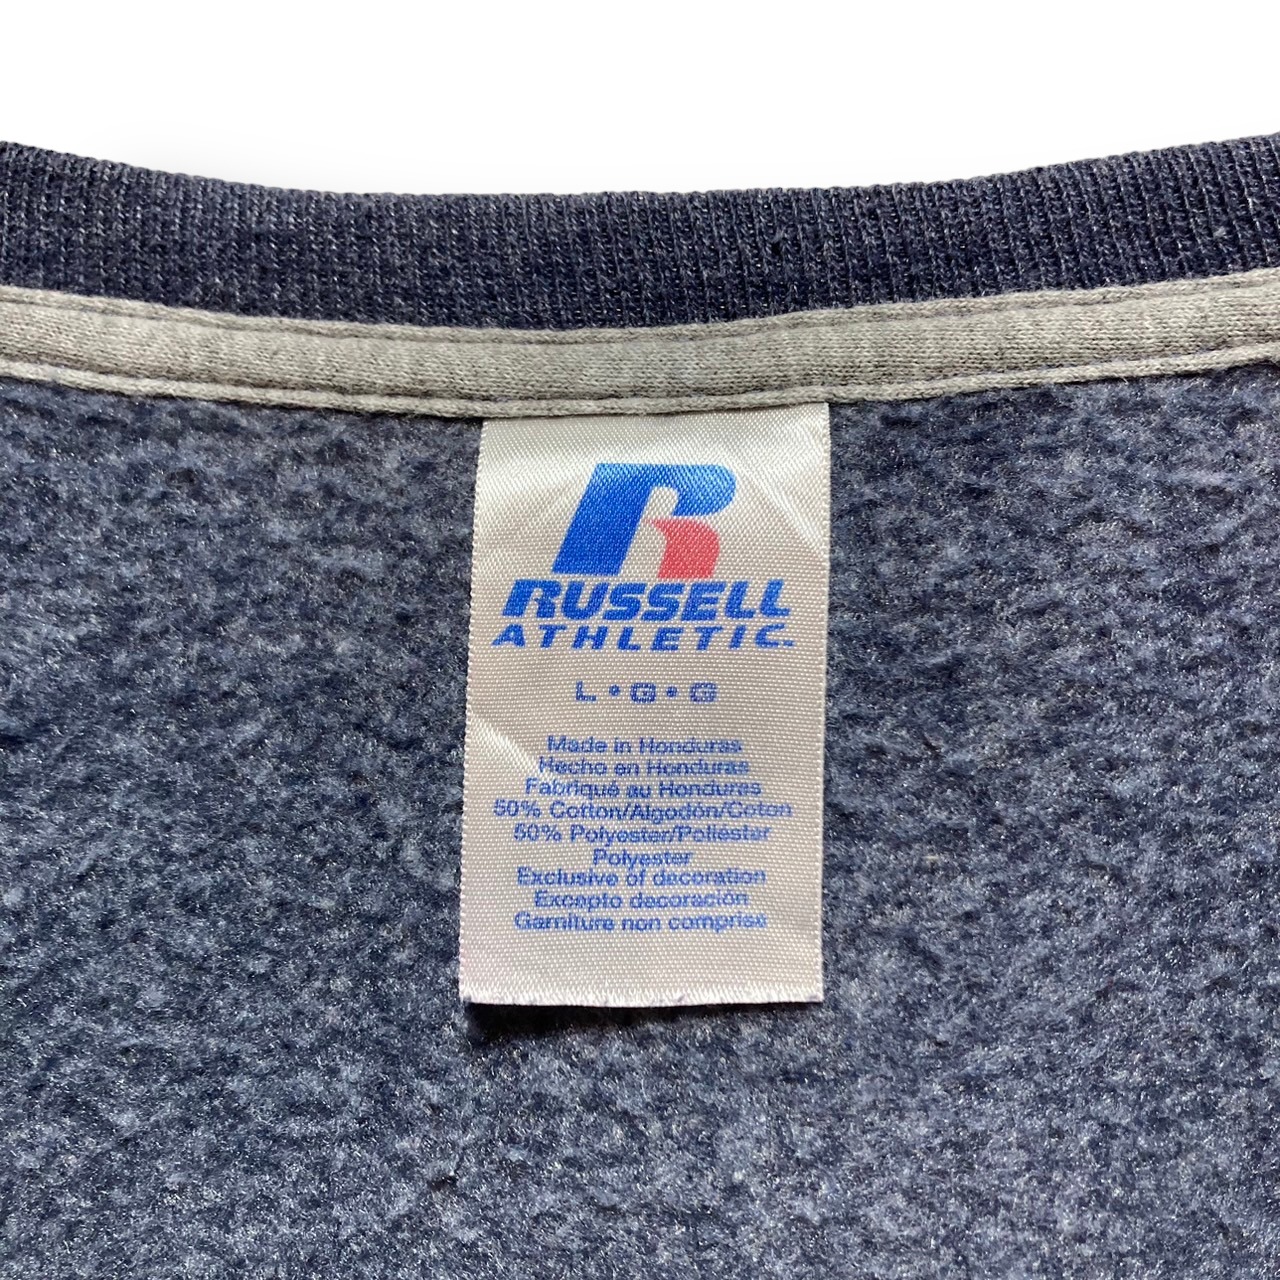 R
RUSSELL
ATHLETIC.
L • G • G
Made in Honduras
Hecho en Honduras
Fabriqué au Honduras
50% Cotton/Algodón/Coton
50% Polyester/Poliéster
Polyester
Exclusive of decoration
Excepto decoración
Garniture non comprise